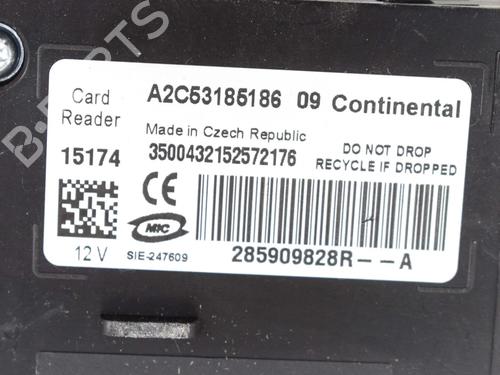 B-PARTS
Card Reader
A2C53185186 09 Continental
Made in Czech Republic
DO NOT DROP
RECYCLE IF DROPPED
15174
3500432152572176
CE
MIC
12 V
SIE-247609
285909828R--A